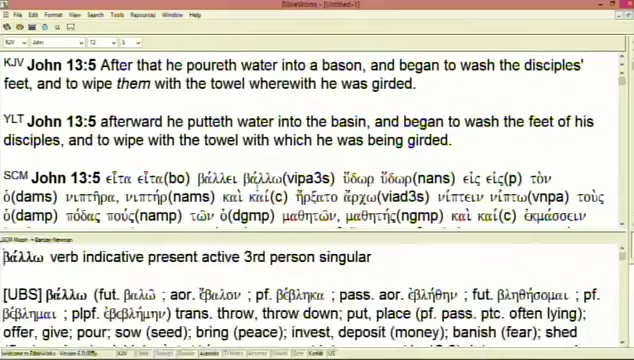 BibleWorks - [Untitled-1]
File Edit Format View Search Tools Resources Window Help
KJV John 13 5
KJV John 13:5 After that he poureth water into a bason, and began to wash the disciples'
feet, and to wipe them with the towel wherewith he was girded.
YLT John 13:5 afterward he putteth water into the basin, and began to wash the feet of his
disciples, and to wipe with the towel with which he was being girded.
SCM John 13:5 εἶτα εἶτα(bo) βάλλει βάλλω(vipa3s) ὕδωρ ὕδωρ(nans) εἰς εἰς(p) τὸν
ὁ(dams) νιπτῆρα, νιπτήρ(nams) καὶ καί(c) ἤρξατο ἄρχω(viad3s) νίπτειν νίπτω(vnpa) τοὺς
ὁ(damp) πόδας πούς(namp) τῶν ὁ(dgmp) μαθητῶν, μαθητής(ngmp) καὶ καί(c) ἐκμάσσειν
SCM Morph + Barclay-Newman
βάλλω verb indicative present active 3rd person singular
[UBS] βάλλω (fut. βαλῶ ; aor. ἔβαλον ; pf. βέβληκα ; pass. aor. ἐβλήθην ; fut. βληθήσομαι ; pf.
βέβλημαι ; plpf. ἐβεβλήμην) trans. throw, throw down; put, place (pf. pass. ptc. often lying);
offer, give; pour; sow (seed); bring (peace); invest, deposit (money); banish (fear); shed